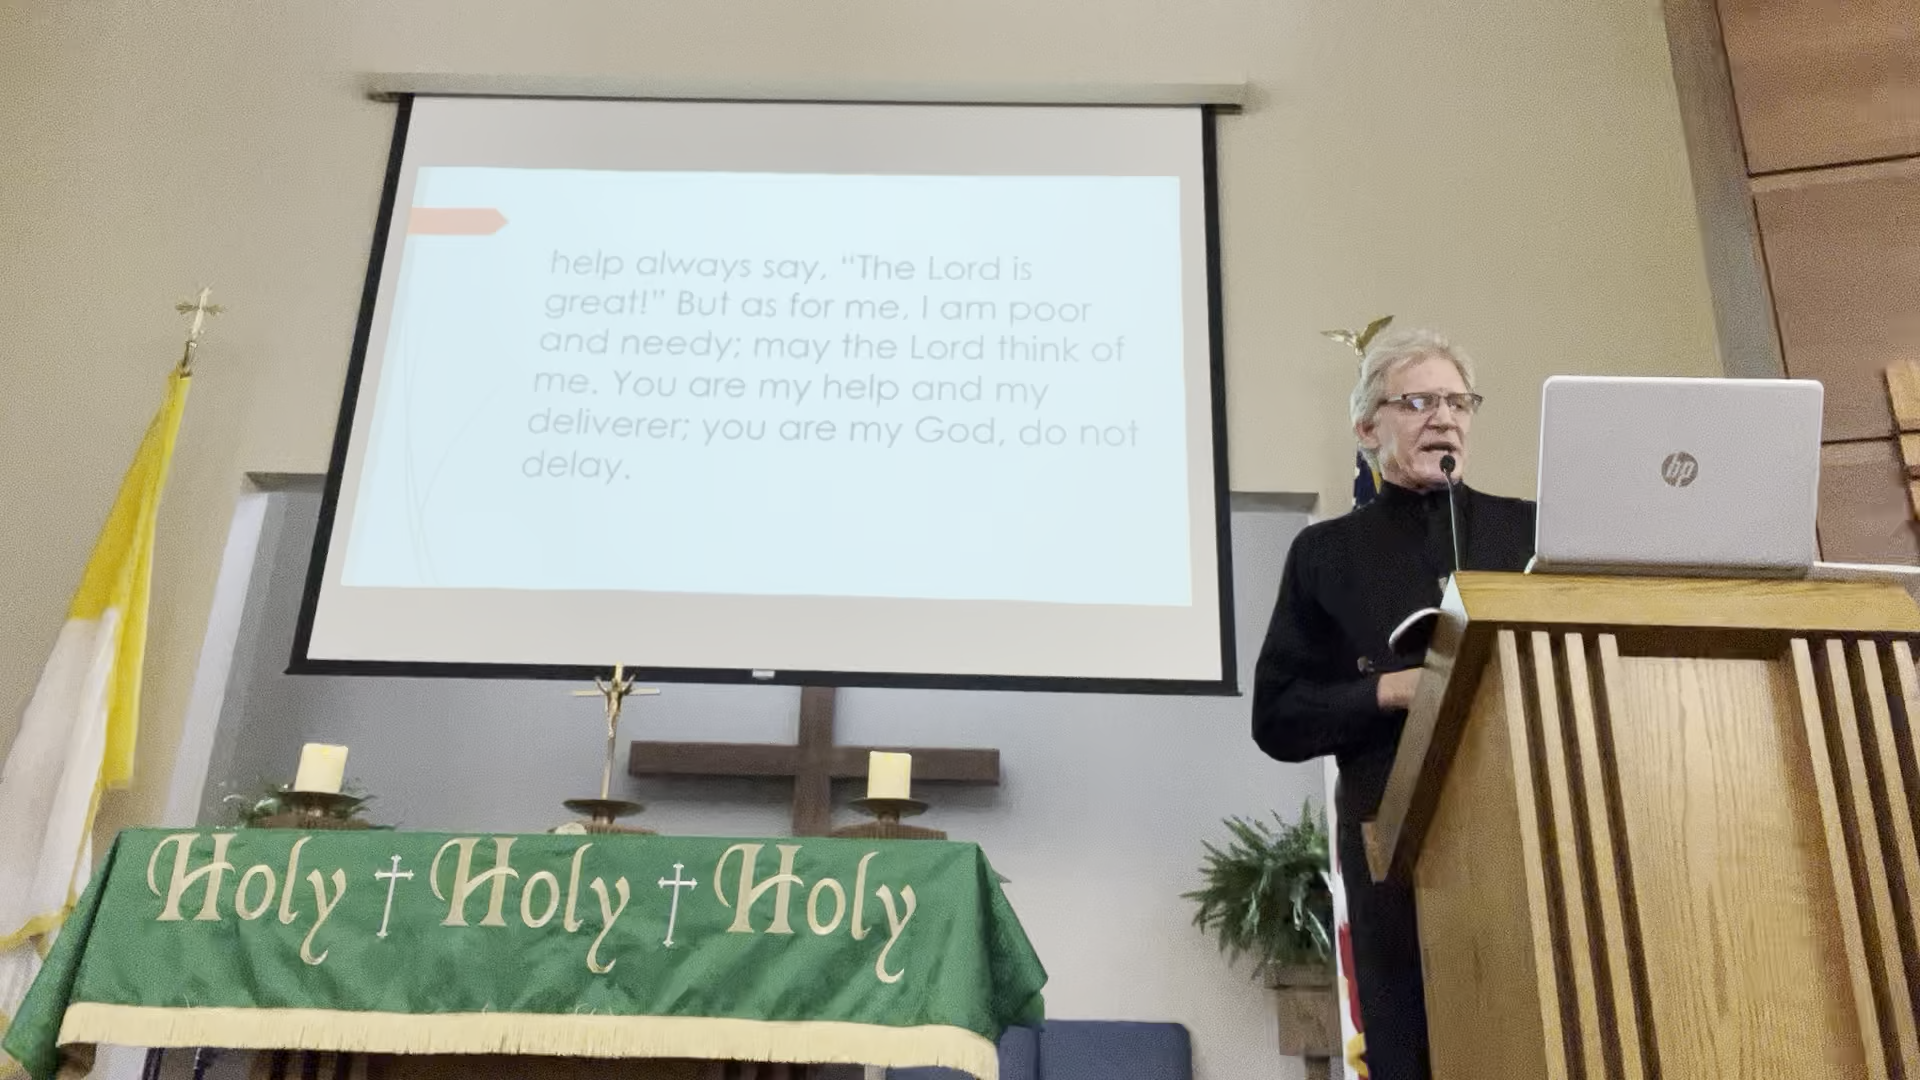 help always say, “The Lord is
great!” But as for me, I am poor
and needy; may the Lord think of
me. You are my help and my
deliverer; you are my God, do not
delay.
hp
Holy Holy Holy